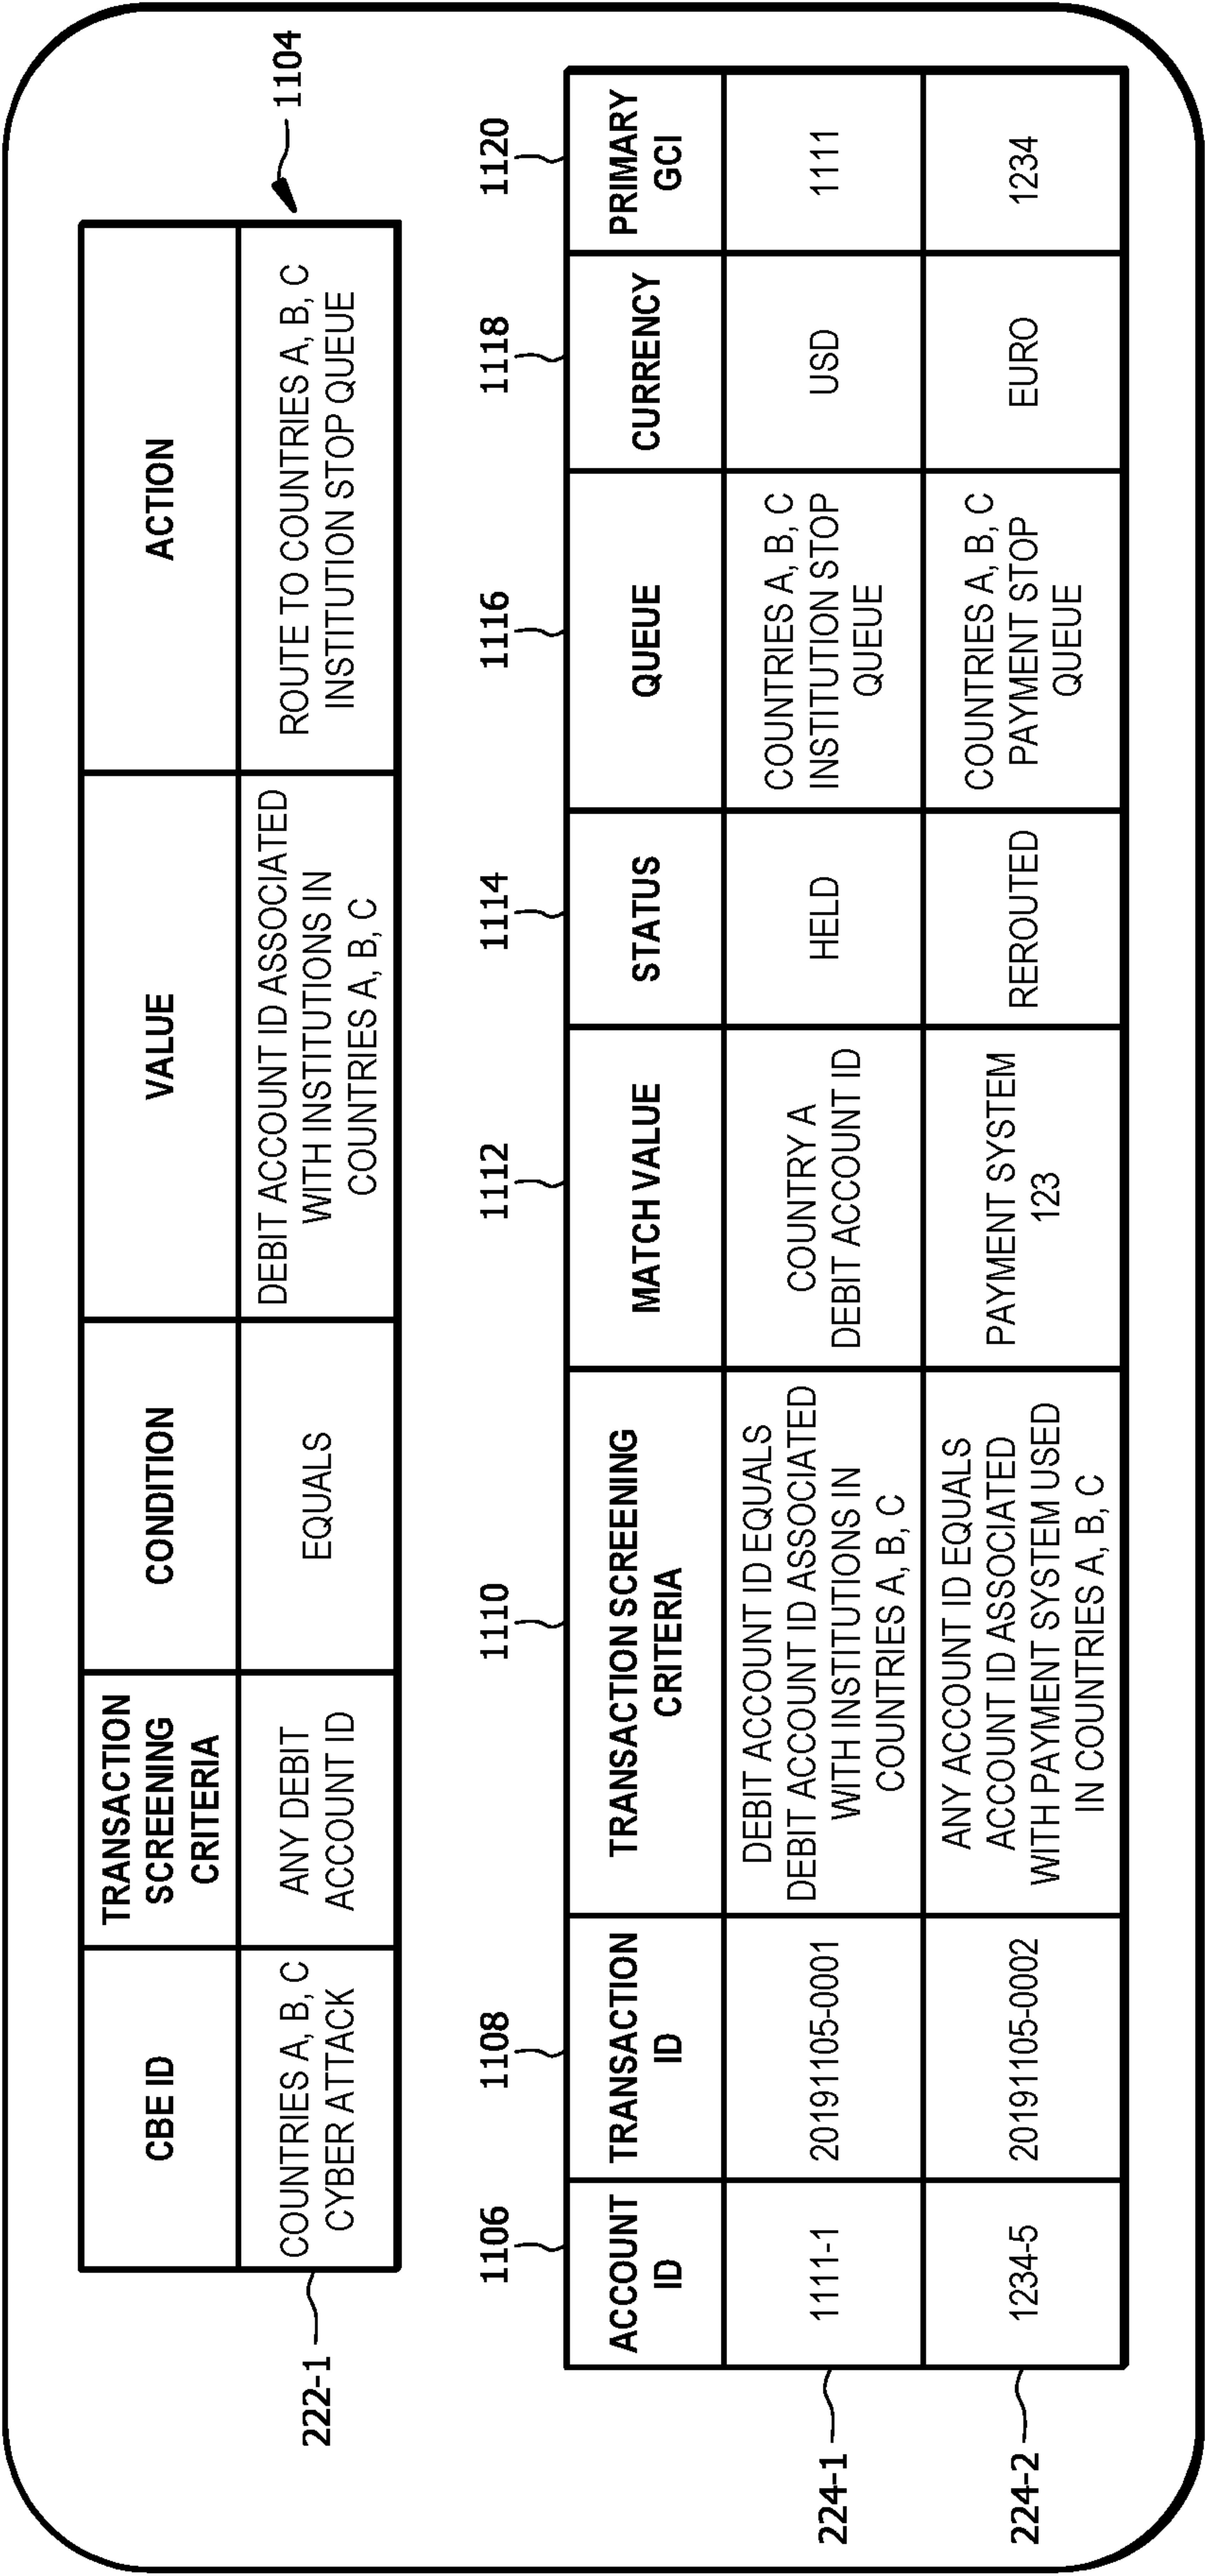 1104
CBE ID
TRANSACTION
SCREENING
CRITERIA
CONDITION
VALUE
ACTION
222-1
COUNTRIES A, B, C
CYBER ATTACK
ANY DEBIT
ACCOUNT ID
EQUALS
DEBIT ACCOUNT ID ASSOCIATED
WITH INSTITUTIONS IN
COUNTRIES A, B, C
ROUTE TO COUNTRIES A, B, C
INSTITUTION STOP QUEUE
1106
1108
1110
1112
1114
1116
1118
1120
ACCOUNT
ID
TRANSACTION
ID
TRANSACTION SCREENING
CRITERIA
MATCH VALUE
STATUS
QUEUE
CURRENCY
PRIMARY
GCI
224-1
1111-1
20191105-0001
DEBIT ACCOUNT ID EQUALS
DEBIT ACCOUNT ID ASSOCIATED
WITH INSTITUTIONS IN
COUNTRIES A, B, C
COUNTRY A
DEBIT ACCOUNT ID
HELD
COUNTRIES A, B, C
INSTITUTION STOP
QUEUE
USD
1111
224-2
1234-5
20191105-0002
ANY ACCOUNT ID EQUALS
ACCOUNT ID ASSOCIATED
WITH PAYMENT SYSTEM USED
IN COUNTRIES A, B, C
PAYMENT SYSTEM
123
REROUTED
COUNTRIES A, B, C
PAYMENT STOP
QUEUE
EURO
1234